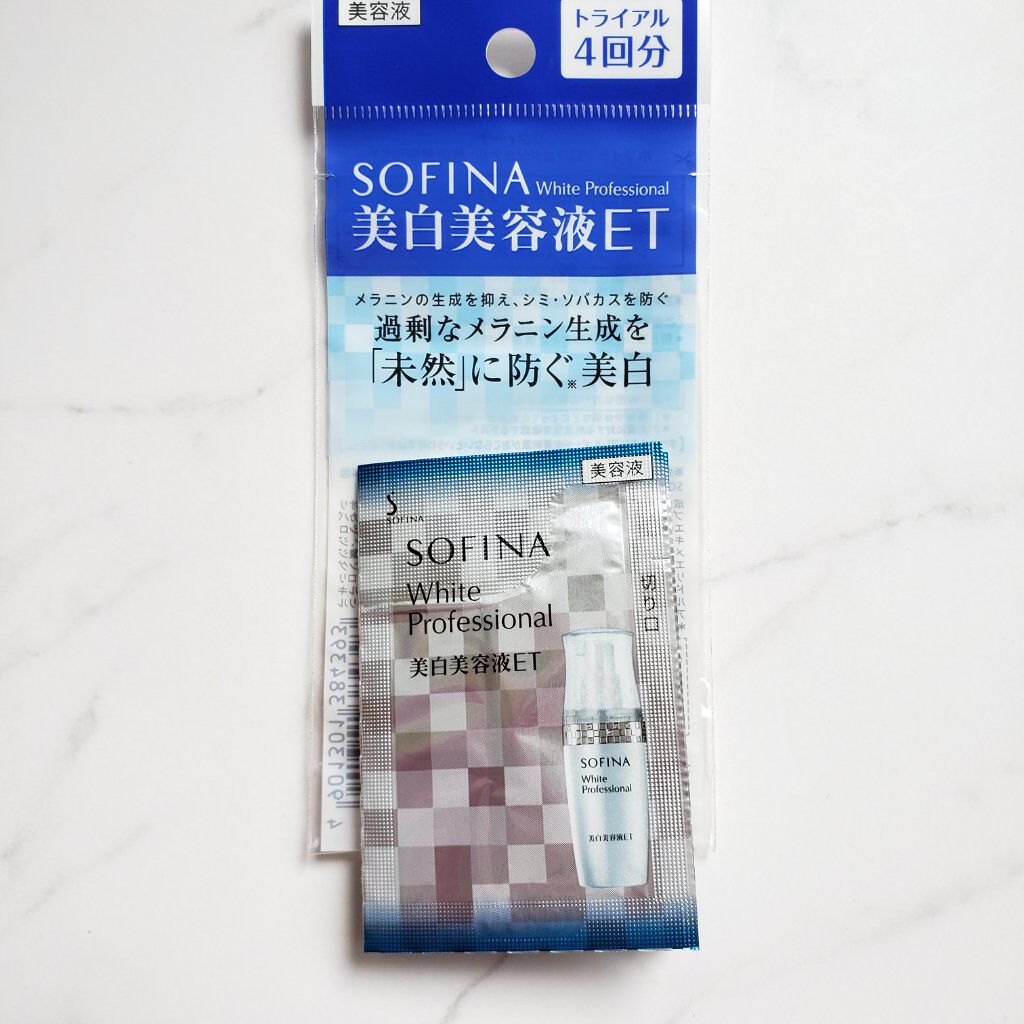 美容液
トライアル
4回分
SOFINA White Professional
美白美容液ET
メラニンの生成を抑え、シミ・ソバカスを防ぐ
過剰なメラニン生成を
「未然」に防ぐ※美白
美容液
SOFINA
SOFINA
White
Professional
美白美容液ET
切り口
SOFINA
White
Professional
美白美容液ET
4901301383393